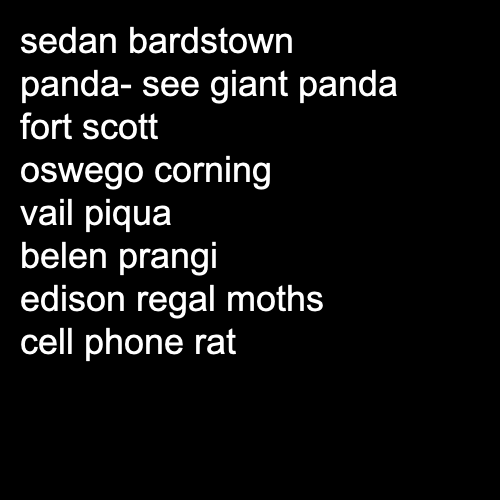 sedan bardstown
panda- see giant panda
fort scott
oswego corning
vail piqua
belen prangi
edison regal moths
cell phone rat